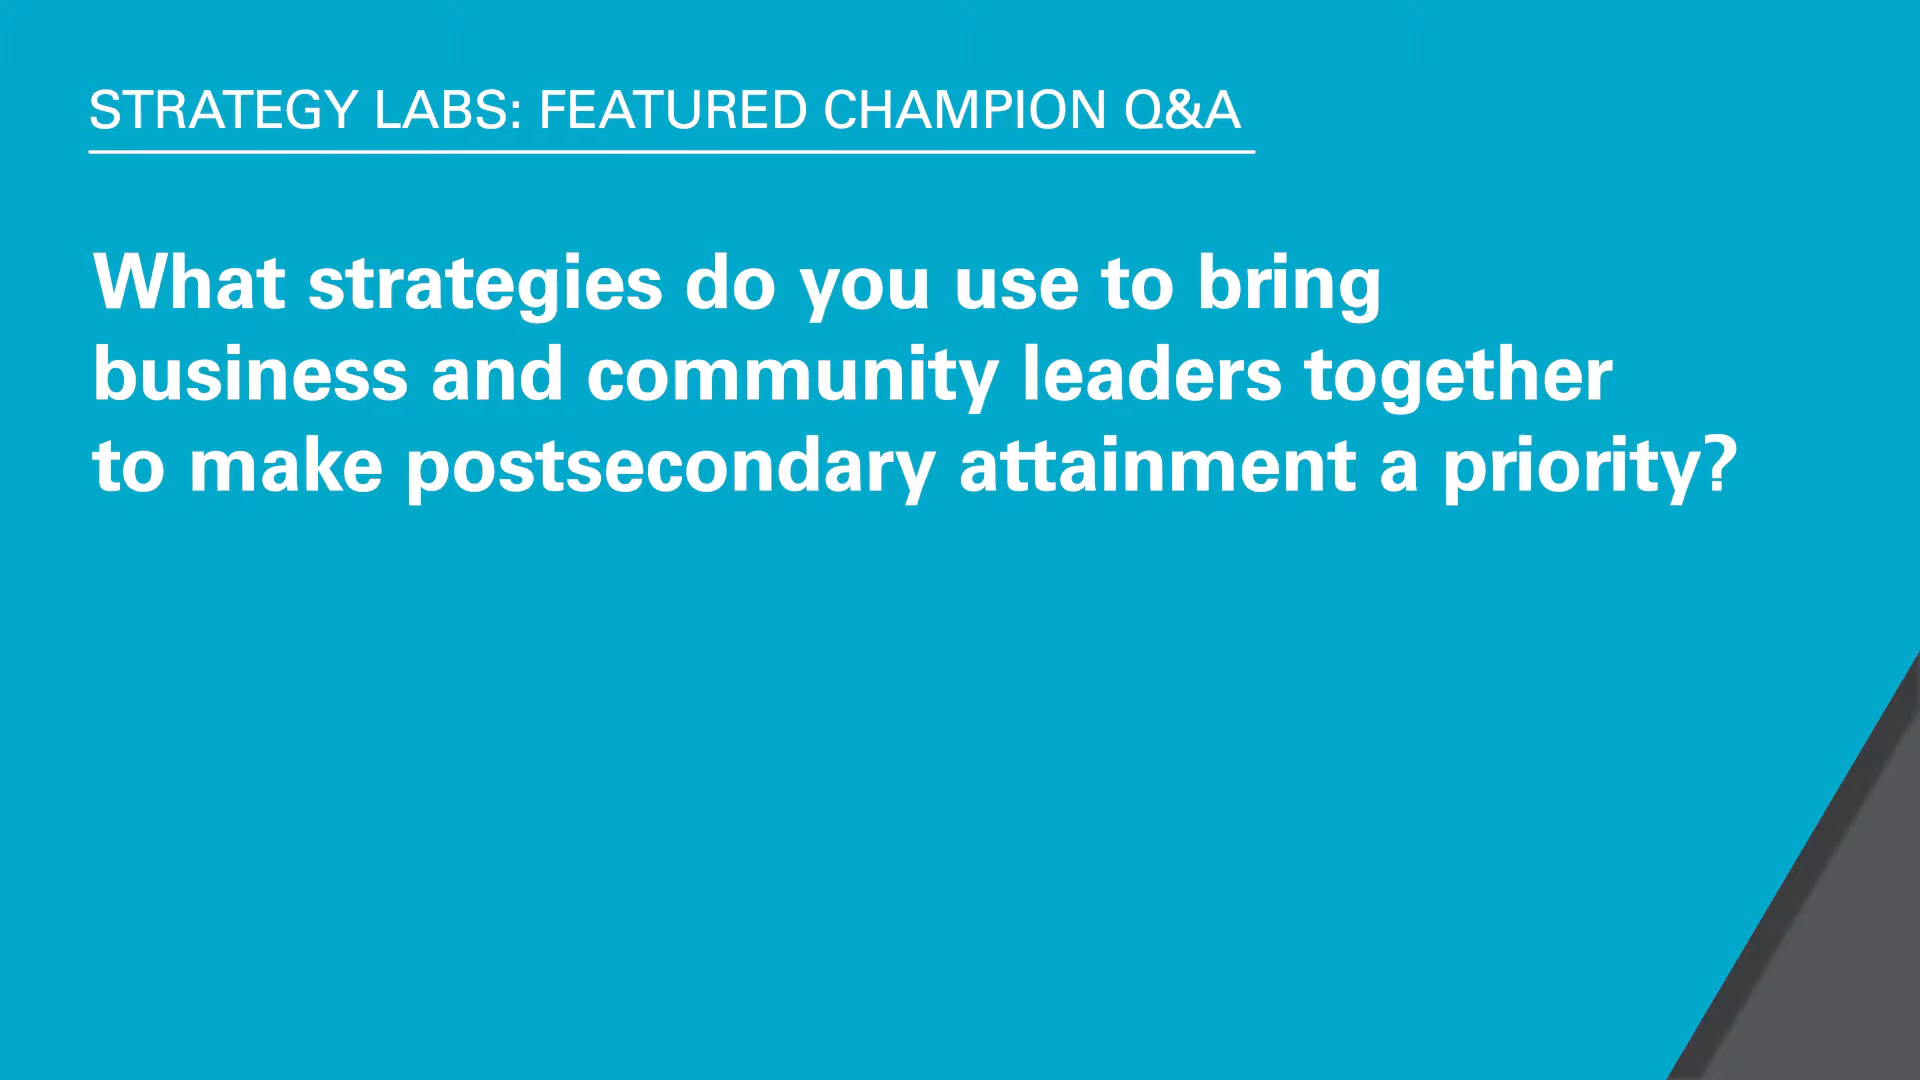 STRATEGY LABS: FEATURED CHAMPION Q&A
What strategies do you use to bring
business and community leaders together
to make postsecondary attainment a priority?